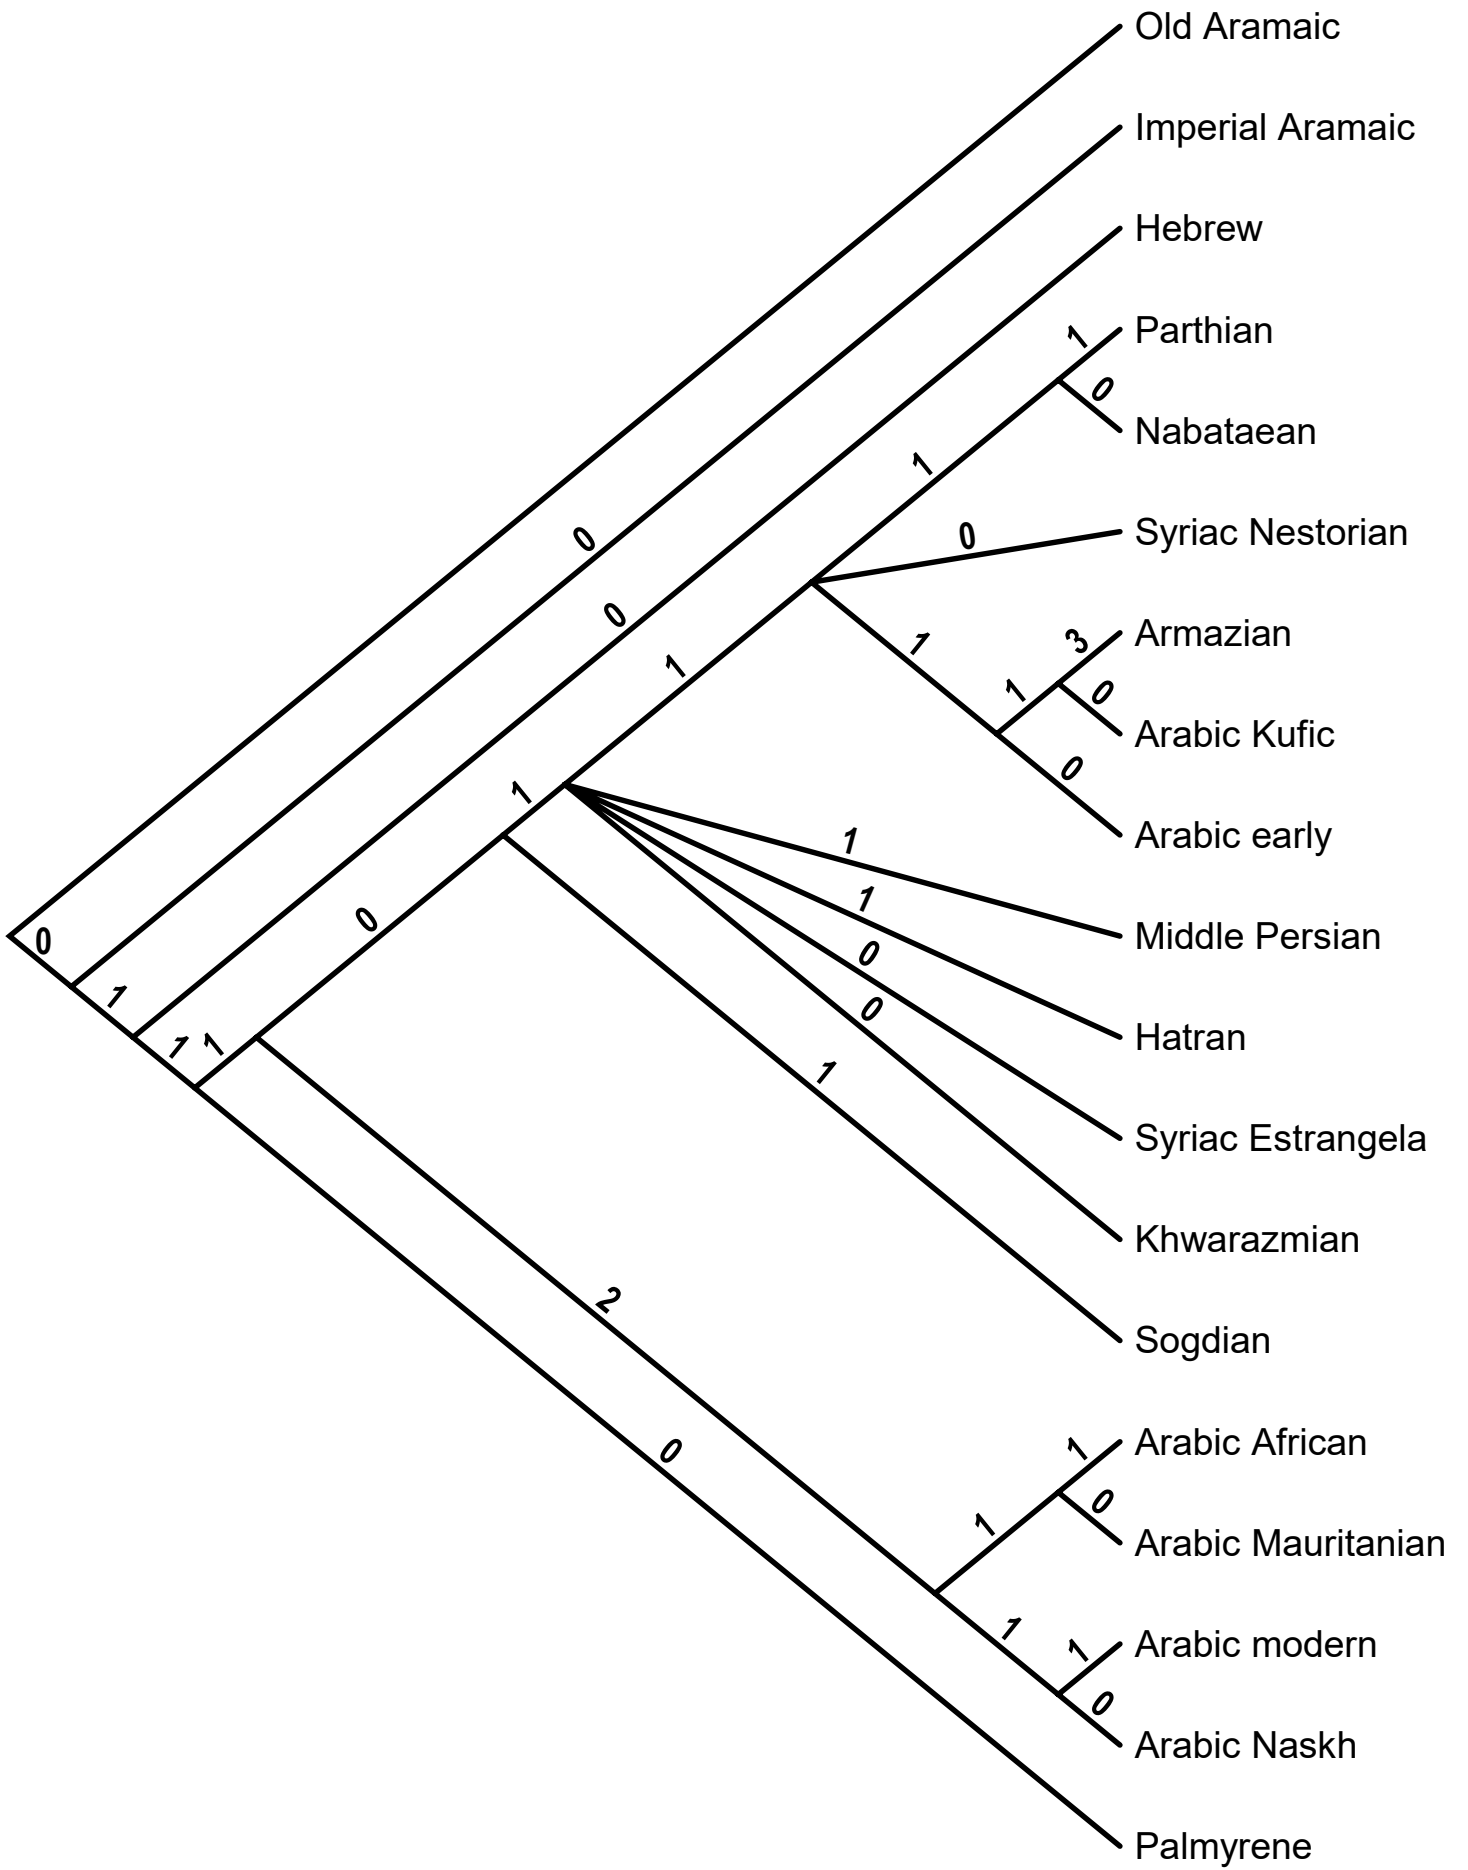 Old Aramaic
Imperial Aramaic
Hebrew
1 Parthian
0
Nabataean
1
0 Syriac Nestorian
0
0
1
3 Armazian
1
1 0
Arabic Kufic
0
1
1 Arabic early
0
0 1
1
Middle Persian
0
1
0
Hatran
1 1
1
Syriac Estrangela
Khwarazmian
2
Sogdian
0
1 Arabic African
0
1 Arabic Mauritanian
1
1 Arabic modern
0
Arabic Naskh
Palmyrene